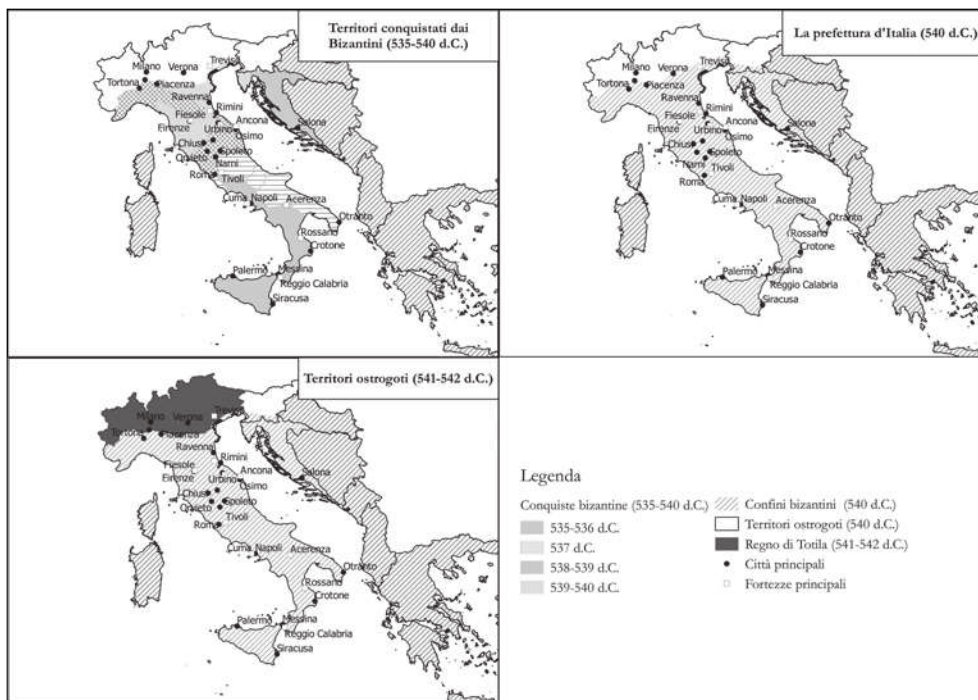 Territori conquistati dai
Bizantini (535-540 d.C.)
Milano
Verona
Treviso
Tortona
Piacenza
Ravenna
Rimini
Fiesole
Ancona
Firenze
Urbino
Osimo
Salona
Chiusi
Spoleto
Orvieto
Narni
Roma
Tivoli
Cuma
Napoli
Acerenza
Otranto
Rossano
Crotone
Palermo
Messina
Reggio Calabria
Siracusa
La prefettura d'Italia (540 d.C.)
Milano
Verona
Treviso
Tortona
Piacenza
Ravenna
Rimini
Fiesole
Ancona
Firenze
Urbino
Osimo
Salona
Chiusi
Spoleto
Narni
Tivoli
Roma
Cuma
Napoli
Acerenza
Otranto
Rossano
Crotone
Palermo
Messina
Reggio Calabria
Siracusa
Territori ostrogoti (541-542 d.C.)
Milano
Verona
Treviso
Tortona
Piacenza
Ravenna
Rimini
Fiesole
Ancona
Firenze
Urbino
Osimo
Salona
Chiusi
Spoleto
Orvieto
Tivoli
Roma
Cuma
Napoli
Acerenza
Otranto
Rossano
Crotone
Palermo
Messina
Reggio Calabria
Siracusa
Legenda
Conquiste bizantine (535-540 d.C.)
535-536 d.C.
537 d.C.
538-539 d.C.
539-540 d.C.
Confini bizantini (540 d.C.)
Territori ostrogoti (540 d.C.)
Regno di Totila (541-542 d.C.)
Città principali
Fortezze principali